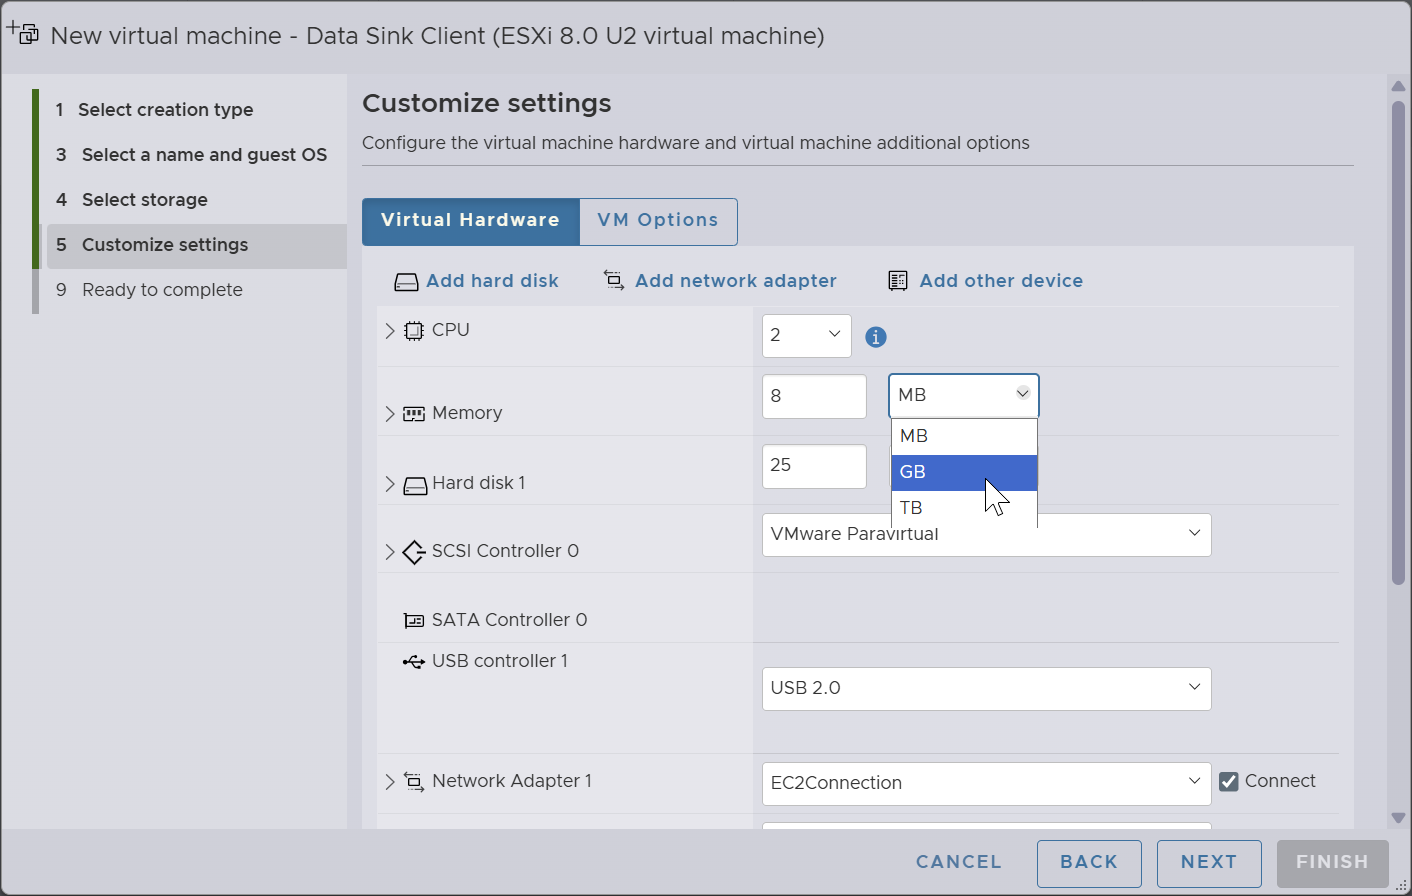 New virtual machine - Data Sink Client (ESXi 8.0 U2 virtual machine)
1 Select creation type
3 Select a name and guest OS
4 Select storage
5 Customize settings
9 Ready to complete
Customize settings
Configure the virtual machine hardware and virtual machine additional options
Virtual Hardware VM Options
Add hard disk Add network adapter Add other device
CPU 2
Memory 8 MB
MB
GB
TB
Hard disk 1 25
SCSI Controller 0 VMware Paravirtual
SATA Controller 0
USB controller 1 USB 2.0
Network Adapter 1 EC2Connection Connect
CANCEL BACK NEXT FINISH